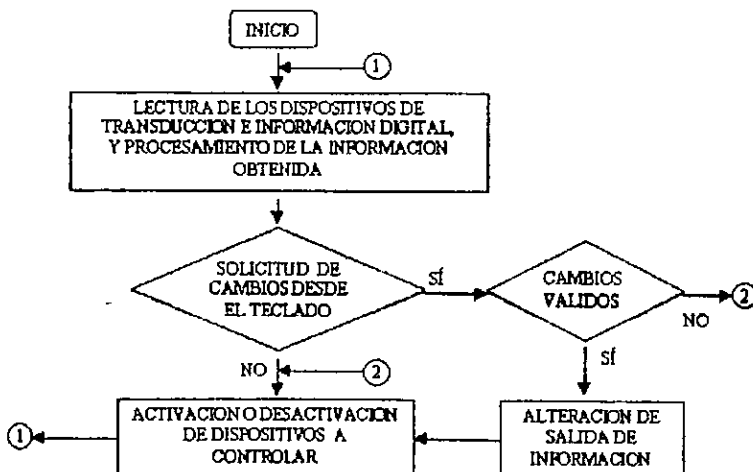 INICIO
1
LECTURA DE LOS DISPOSITIVOS DE
TRANSDUCCION E INFORMACION DIGITAL,
Y PROCESAMIENTO DE LA INFORMACION
OBTENIDA
SOLICITUD DE
CAMBIOS DESDE
EL TECLADO
SÍ
CAMBIOS
VALIDOS
NO
2
NO
2
SÍ
1
ACTIVACION O DESACTIVACION
DE DISPOSITIVOS A
CONTROLAR
ALTERACION DE
SALIDA DE
INFORMACION